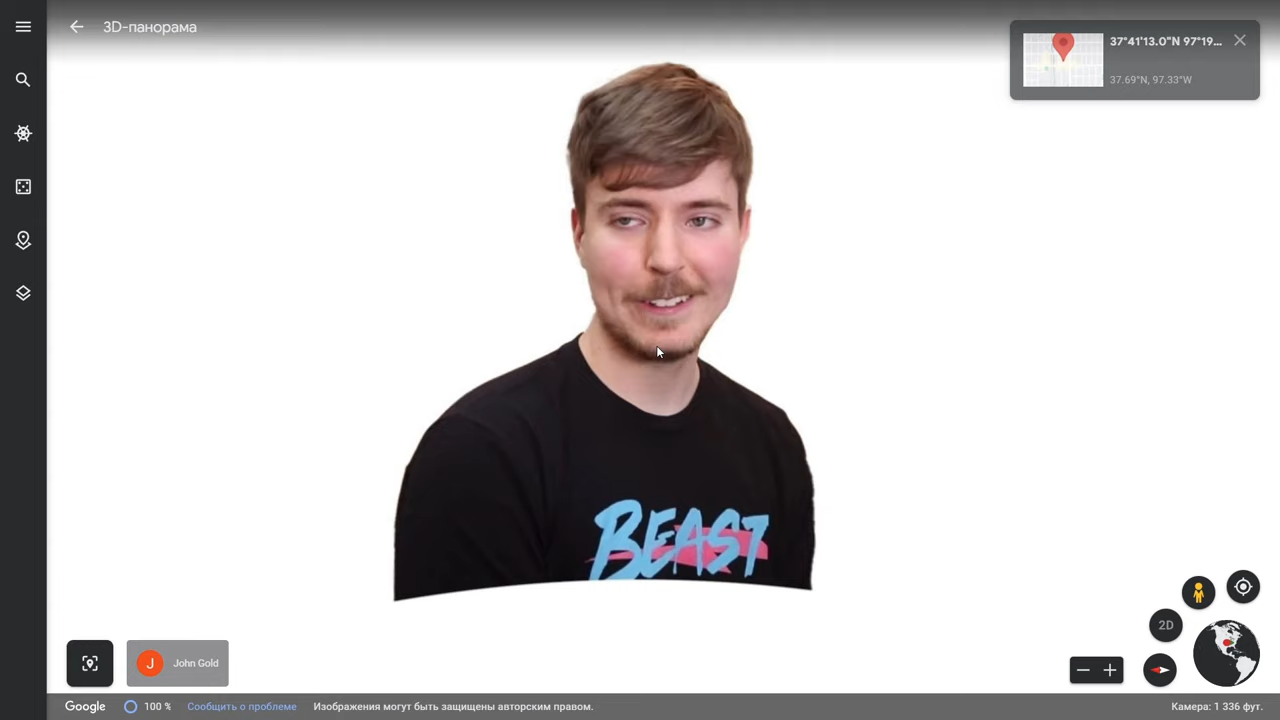 3D-панорама
37°41'13.0"N 97°19...
37.69°N, 97.33°W
BEAST
2D
J John Gold
Google 100 % Сообщить о проблеме Изображения могут быть защищены авторским правом. Камера: 1 336 фут.